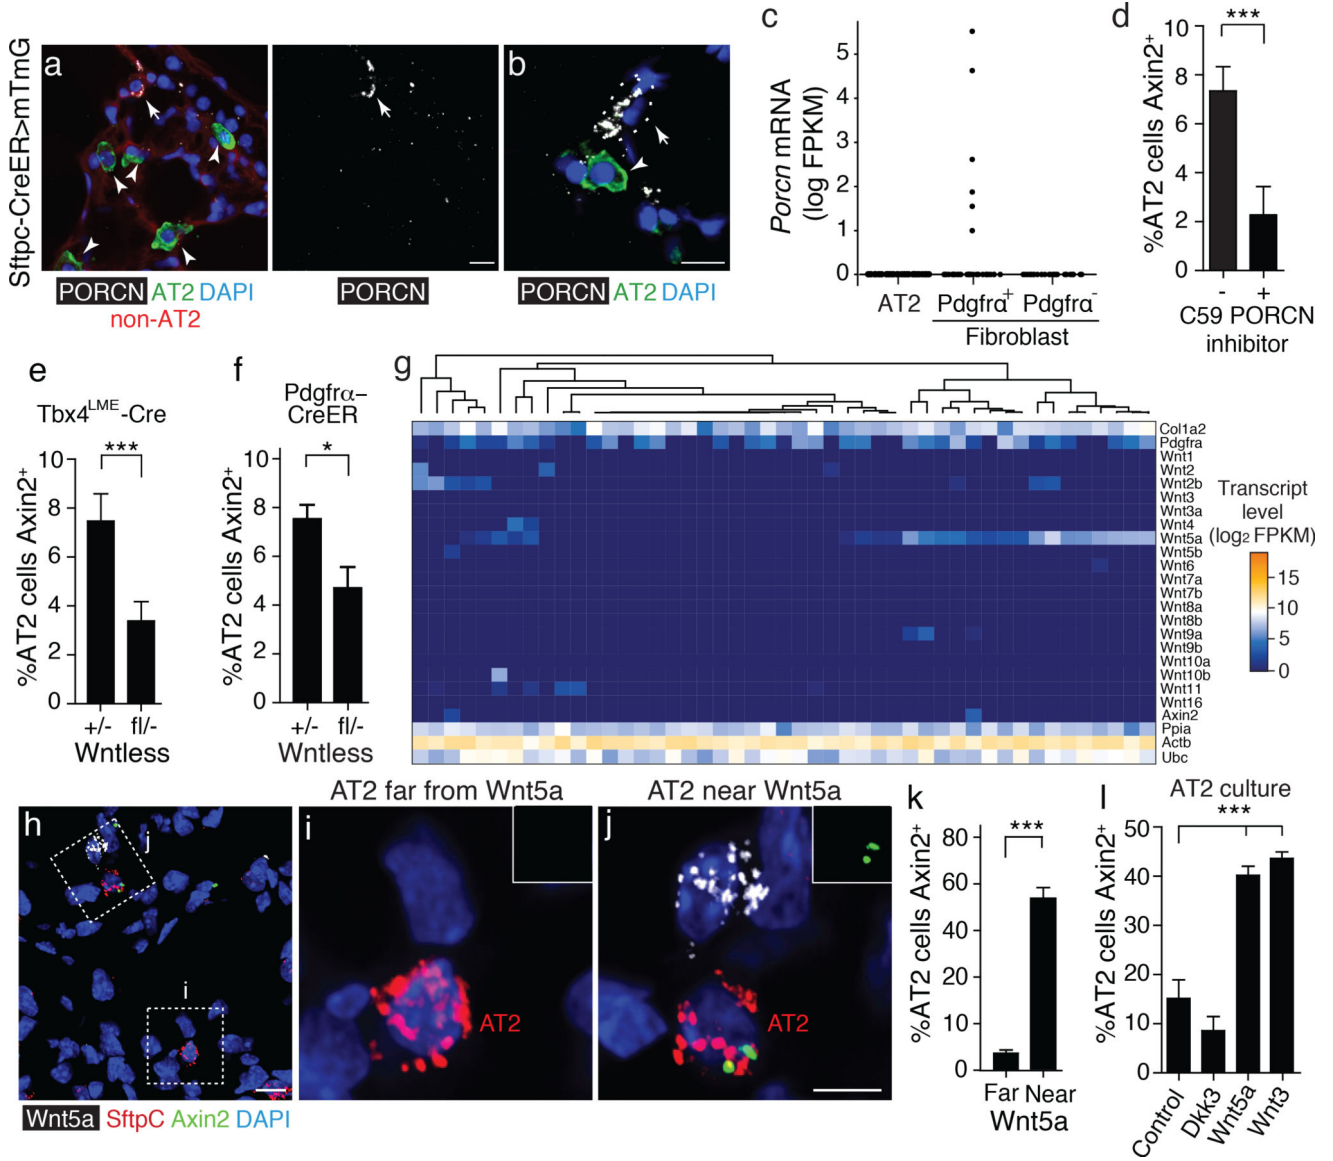 a
b
c
d
Sftpc-CreER>mTmG
PORCN AT2 DAPI
non-AT2
PORCN
PORCN AT2 DAPI
Porcn mRNA
(log FPKM)
5
4
3
2
1
0
AT2
Pdgfrα+
Pdgfrα-
Fibroblast
%AT2 cells Axin2+
10
8
6
4
2
0
***
- +
C59 PORCN
inhibitor
e
Tbx4LME-Cre
***
%AT2 cells Axin2+
10
8
6
4
2
0
+/- fl/-
Wntless
f
Pdgfrα–
CreER
*
%AT2 cells Axin2+
10
8
6
4
2
0
+/- fl/-
Wntless
g
Col1a2
Pdgfra
Wnt1
Wnt2
Wnt2b
Wnt3
Wnt3a
Wnt4
Wnt5a
Wnt5b
Wnt6
Wnt7a
Wnt7b
Wnt8a
Wnt8b
Wnt9a
Wnt9b
Wnt10a
Wnt10b
Wnt11
Wnt16
Axin2
Ppia
Actb
Ubc
Transcript
level
(log2 FPKM)
15
10
5
0
h
j
i
Wnt5a SftpC Axin2 DAPI
AT2 far from Wnt5a
i
AT2
AT2 near Wnt5a
j
AT2
k
%AT2 cells Axin2+
80
60
40
20
10
0
***
Far Near
Wnt5a
l
AT2 culture
***
%AT2 cells Axin2+
50
40
30
20
10
0
Control
Dkk3
Wnt5a
Wnt3